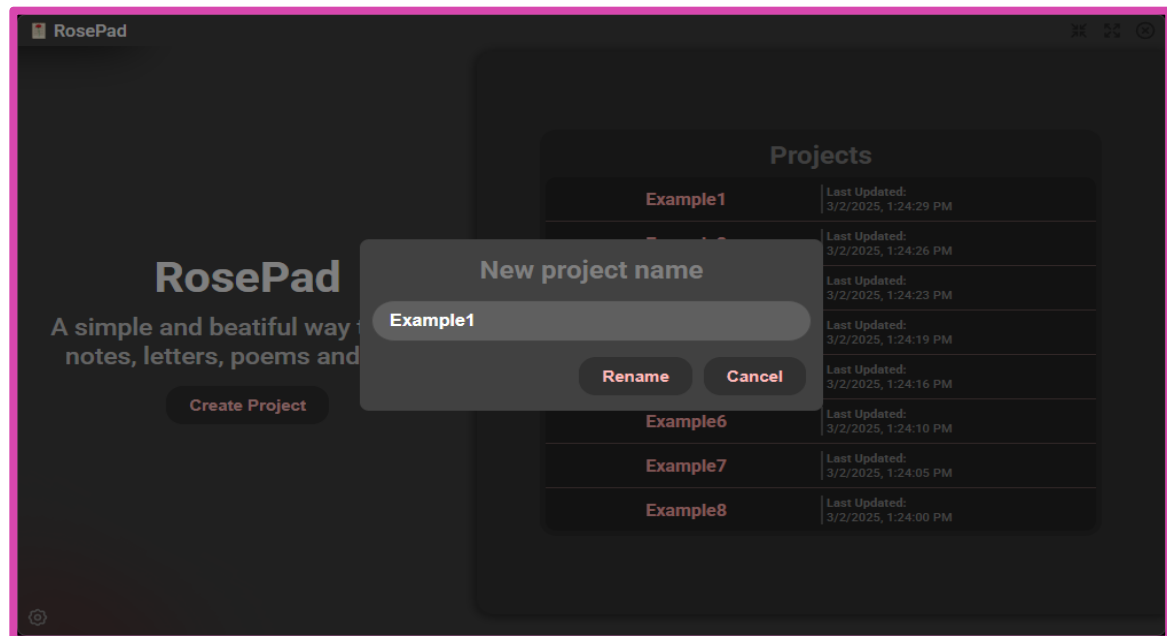 RosePad
Projects
Example1
Last Updated:
3/2/2025, 1:24:29 PM
Last Updated:
3/2/2025, 1:24:26 PM
Last Updated:
3/2/2025, 1:24:23 PM
Last Updated:
3/2/2025, 1:24:19 PM
Last Updated:
3/2/2025, 1:24:16 PM
Example6
Last Updated:
3/2/2025, 1:24:10 PM
Example7
Last Updated:
3/2/2025, 1:24:05 PM
Example8
Last Updated:
3/2/2025, 1:24:00 PM
RosePad
A simple and beatiful way
notes, letters, poems and
Create Project
New project name
Example1
Rename
Cancel